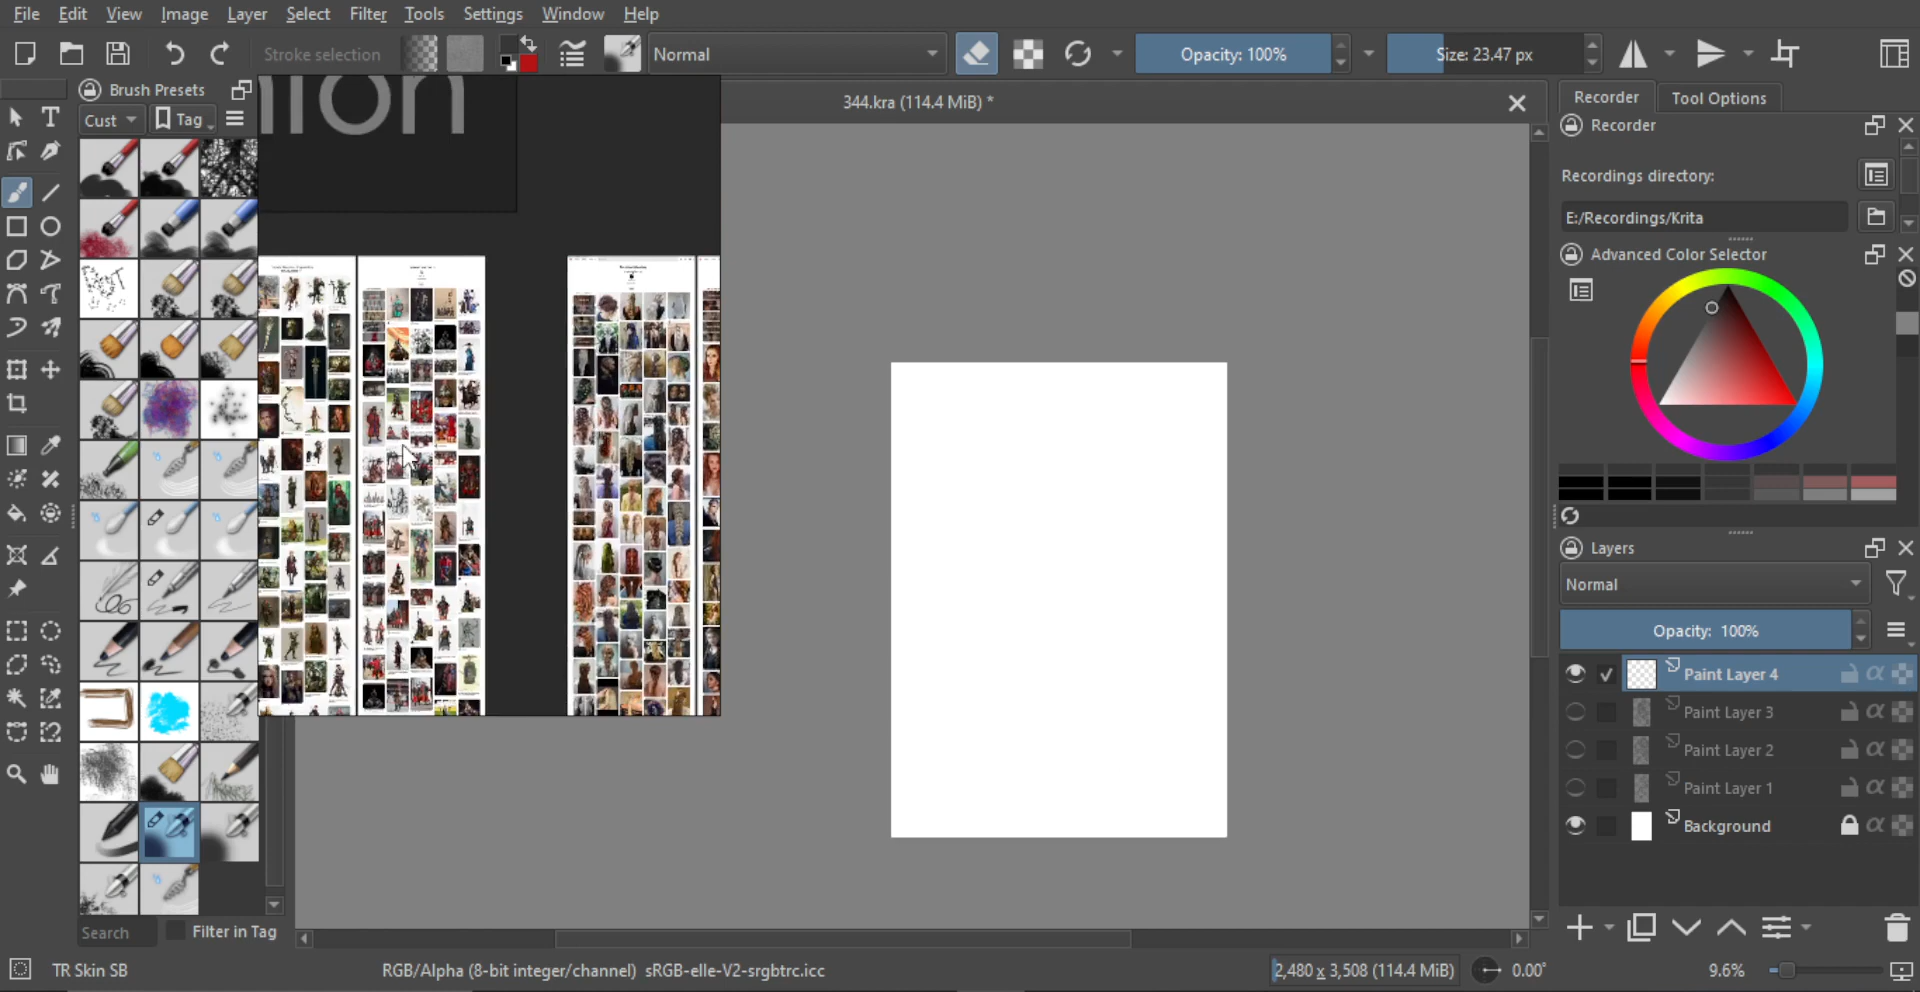 File Edit View Image Layer Select Filter Tools Settings Window Help
Stroke selection Normal Opacity: 100% Size: 23.47 px
Brush Presets
Cust Tag
nion
344.kra (114.4 MiB) *
Recorder Tool Options
Recorder
Recordings directory:
E:/Recordings/Krita
Advanced Color Selector
Layers
Normal
Opacity: 100%
Paint Layer 4
Paint Layer 3
Paint Layer 2
Paint Layer 1
Background
Search Filter in Tag
TR Skin SB RGB/Alpha (8-bit integer/channel) sRGB-elle-V2-srgbtrc.icc 2,480 x 3,508 (114.4 MiB) 0.00° 9.6%